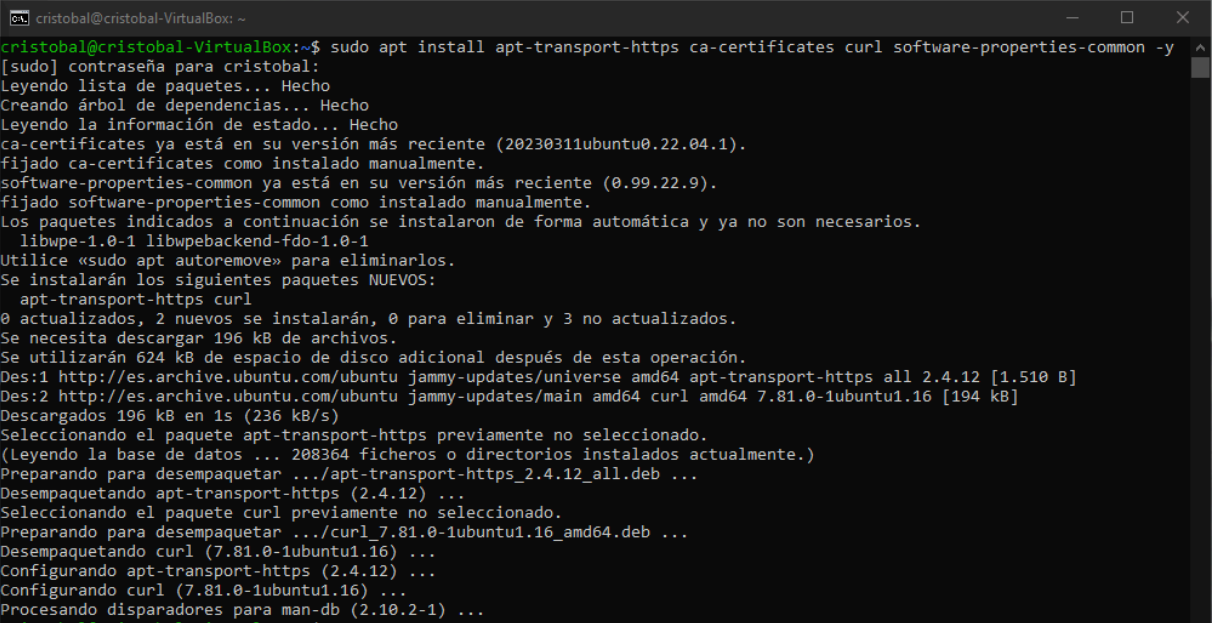 cristobal@cristobal-VirtualBox: ~
cristobal@cristobal-VirtualBox:~$ sudo apt install apt-transport-https ca-certificates curl software-properties-common -y
[sudo] contraseña para cristobal:
Leyendo lista de paquetes... Hecho
Creando árbol de dependencias... Hecho
Leyendo la información de estado... Hecho
ca-certificates ya está en su versión más reciente (20230311ubuntu0.22.04.1).
fijado ca-certificates como instalado manualmente.
software-properties-common ya está en su versión más reciente (0.99.22.9).
fijado software-properties-common como instalado manualmente.
Los paquetes indicados a continuación se instalaron de forma automática y ya no son necesarios.
  libwpe-1.0-1 libwpebackend-fdo-1.0-1
Utilice «sudo apt autoremove» para eliminarlos.
Se instalarán los siguientes paquetes NUEVOS:
  apt-transport-https curl
0 actualizados, 2 nuevos se instalarán, 0 para eliminar y 3 no actualizados.
Se necesita descargar 196 kB de archivos.
Se utilizarán 624 kB de espacio de disco adicional después de esta operación.
Des:1 http://es.archive.ubuntu.com/ubuntu jammy-updates/universe amd64 apt-transport-https all 2.4.12 [1.510 B]
Des:2 http://es.archive.ubuntu.com/ubuntu jammy-updates/main amd64 curl amd64 7.81.0-1ubuntu1.16 [194 kB]
Descargados 196 kB en 1s (236 kB/s)
Seleccionando el paquete apt-transport-https previamente no seleccionado.
(Leyendo la base de datos ... 208364 ficheros o directorios instalados actualmente.)
Preparando para desempaquetar .../apt-transport-https_2.4.12_all.deb ...
Desempaquetando apt-transport-https (2.4.12) ...
Seleccionando el paquete curl previamente no seleccionado.
Preparando para desempaquetar .../curl_7.81.0-1ubuntu1.16_amd64.deb ...
Desempaquetando curl (7.81.0-1ubuntu1.16) ...
Configurando apt-transport-https (2.4.12) ...
Configurando curl (7.81.0-1ubuntu1.16) ...
Procesando disparadores para man-db (2.10.2-1) ...